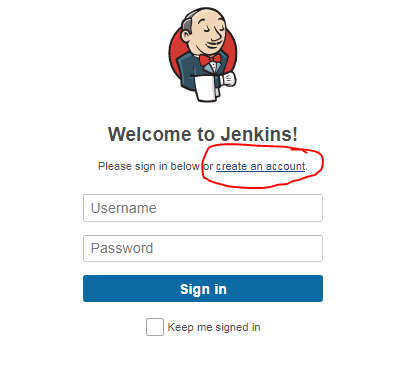 Welcome to Jenkins!
Please sign in below or create an account.
Username
Password
Sign in
Keep me signed in